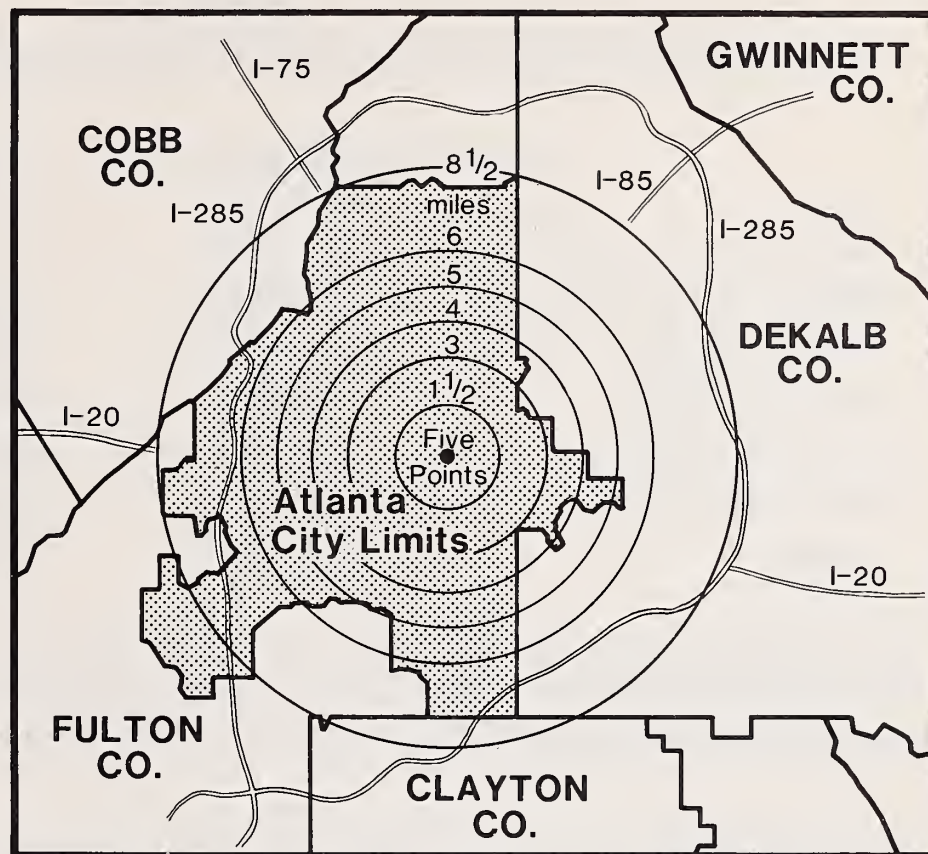 GWINNETT
CO.
I-75
COBB
CO.
8 1/2
miles
I-85
I-285
I-285
6
5
4
3
1 1/2
DEKALB
CO.
I-20
Five
Points
Atlanta
City Limits
I-20
FULTON
CO.
CLAYTON
CO.